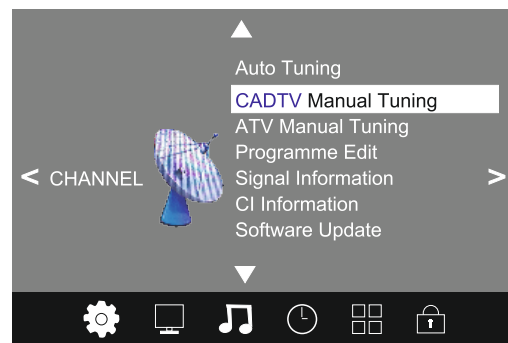 Auto Tuning
CADTV Manual Tuning
ATV Manual Tuning
Programme Edit
< CHANNEL
Signal Information
>
CI Information
Software Update